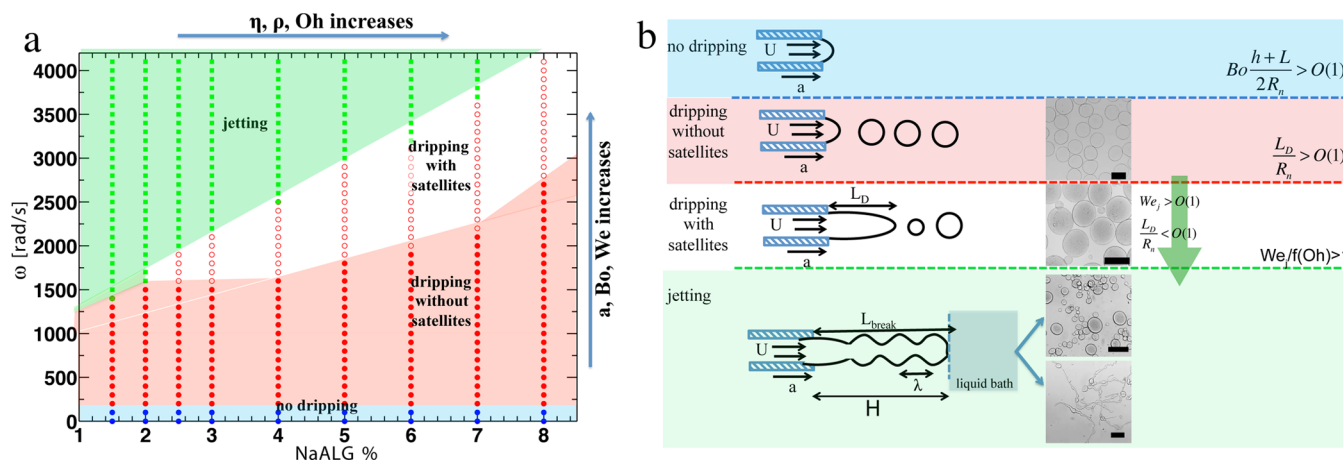 a
η, ρ, Oh increases
4000
3500
3000
2500
2000
1500
1000
500
0
ω [rad/s]
jetting
dripping
with
satellites
dripping
without
satellites
no dripping
1 2 3 4 5 6 7 8
NaALG %
a, Bo, We increases
b
no dripping
U
a
Bo (h + L)/(2R_n) > O(1)
dripping
without
satellites
U
a
L_D/R_n > O(1)
dripping
with
satellites
L_D
U
a
We_j > O(1)
L_D/R_n < O(1)
We_j/f(Oh)>
jetting
L_break
U
a
λ
H
liquid bath